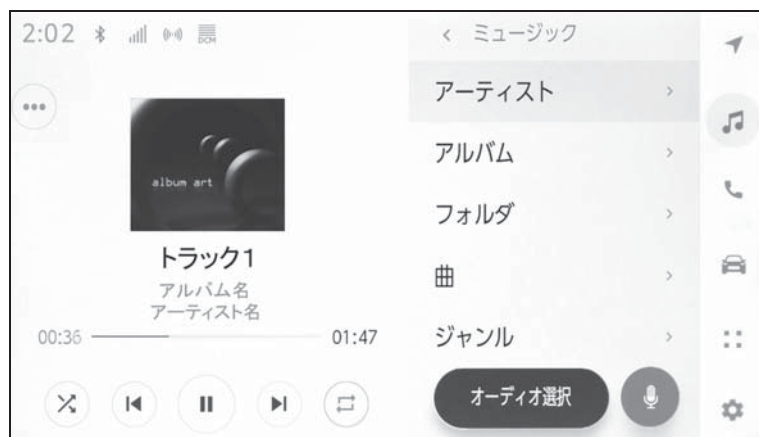 2:02
DCM
album art
トラック1
アルバム名
アーティスト名
00:36
01:47
ミュージック
アーティスト
アルバム
フォルダ
曲
ジャンル
オーディオ選択